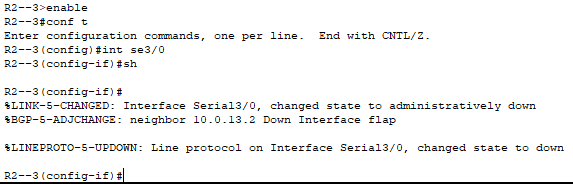 R2--3>enable
R2--3#conf t
Enter configuration commands, one per line.  End with CNTL/Z.
R2--3(config)#int se3/0
R2--3(config-if)#sh
R2--3(config-if)#
%LINK-5-CHANGED: Interface Serial3/0, changed state to administratively down
%BGP-5-ADJCHANGE: neighbor 10.0.13.2 Down Interface flap
%LINEPROTO-5-UPDOWN: Line protocol on Interface Serial3/0, changed state to down
R2--3(config-if)#